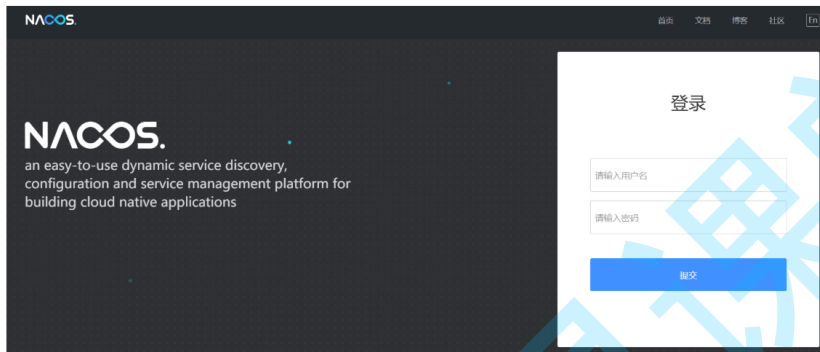 NACOS.
首页 文档 博客 社区 En
登录
NACOS.
an easy-to-use dynamic service discovery,
configuration and service management platform for
building cloud native applications
请输入用户名
请输入密码
提交
课